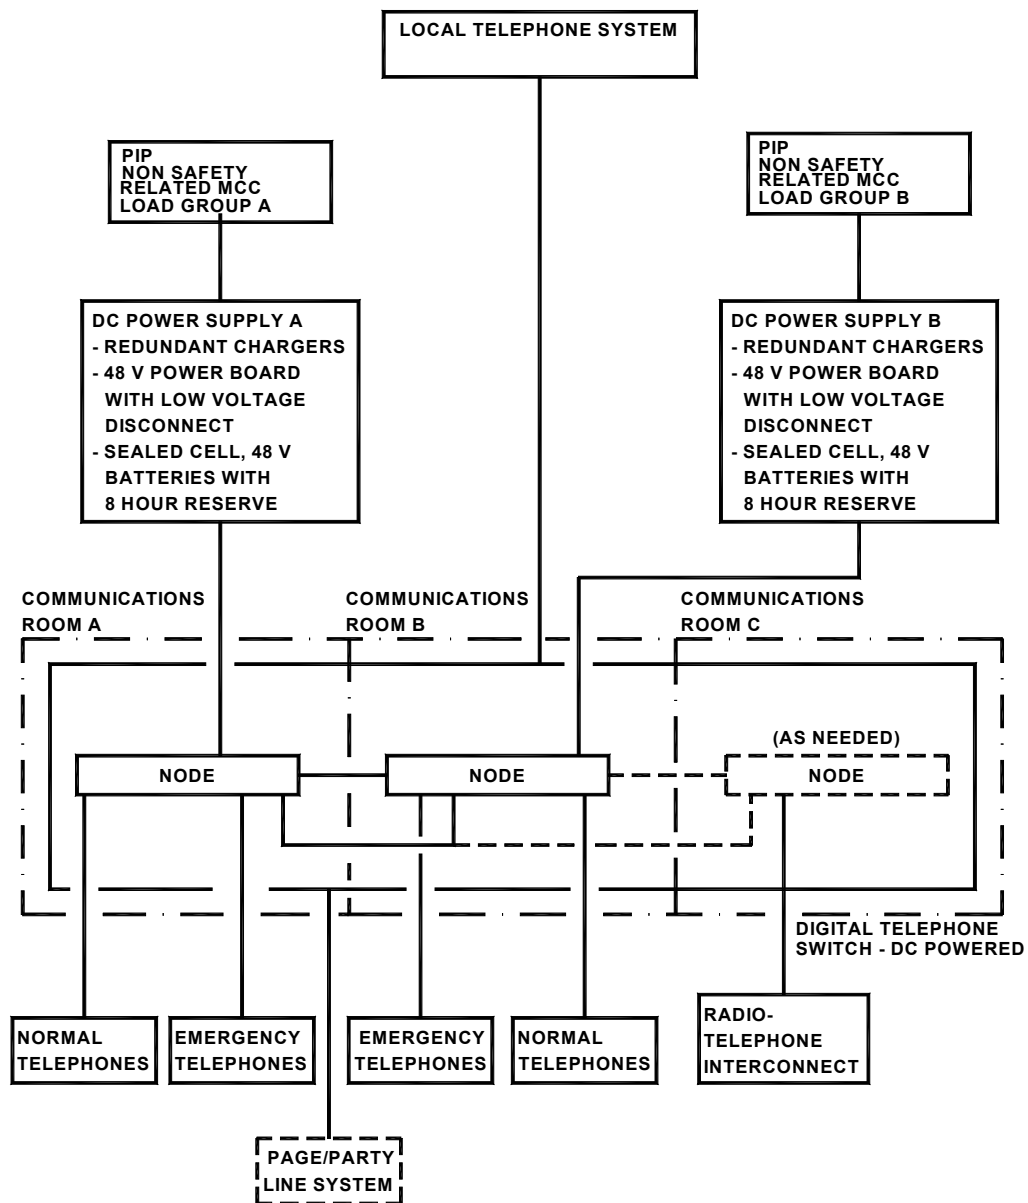 LOCAL TELEPHONE SYSTEM
PIP
NON SAFETY
RELATED MCC
LOAD GROUP A
PIP
NON SAFETY
RELATED MCC
LOAD GROUP B
DC POWER SUPPLY A
- REDUNDANT CHARGERS
- 48 V POWER BOARD
WITH LOW VOLTAGE
DISCONNECT
- SEALED CELL, 48 V
BATTERIES WITH
8 HOUR RESERVE
DC POWER SUPPLY B
- REDUNDANT CHARGERS
- 48 V POWER BOARD
WITH LOW VOLTAGE
DISCONNECT
- SEALED CELL, 48 V
BATTERIES WITH
8 HOUR RESERVE
COMMUNICATIONS
ROOM A
COMMUNICATIONS
ROOM B
COMMUNICATIONS
ROOM C
(AS NEEDED)
NODE
NODE
NODE
DIGITAL TELEPHONE
SWITCH - DC POWERED
NORMAL
TELEPHONES
EMERGENCY
TELEPHONES
EMERGENCY
TELEPHONES
NORMAL
TELEPHONES
RADIO-
TELEPHONE
INTERCONNECT
PAGE/PARTY
LINE SYSTEM